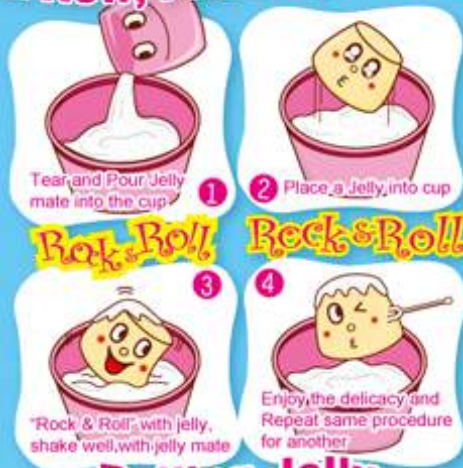 Tear and Pour Jelly
mate into the cup
1
2
Place a Jelly into cup
Rock & Roll
Rock & Roll
3
4
"Rock & Roll" with jelly,
shake well,with jelly mate
Enjoy the delicacy and
Repeat same procedure
for another